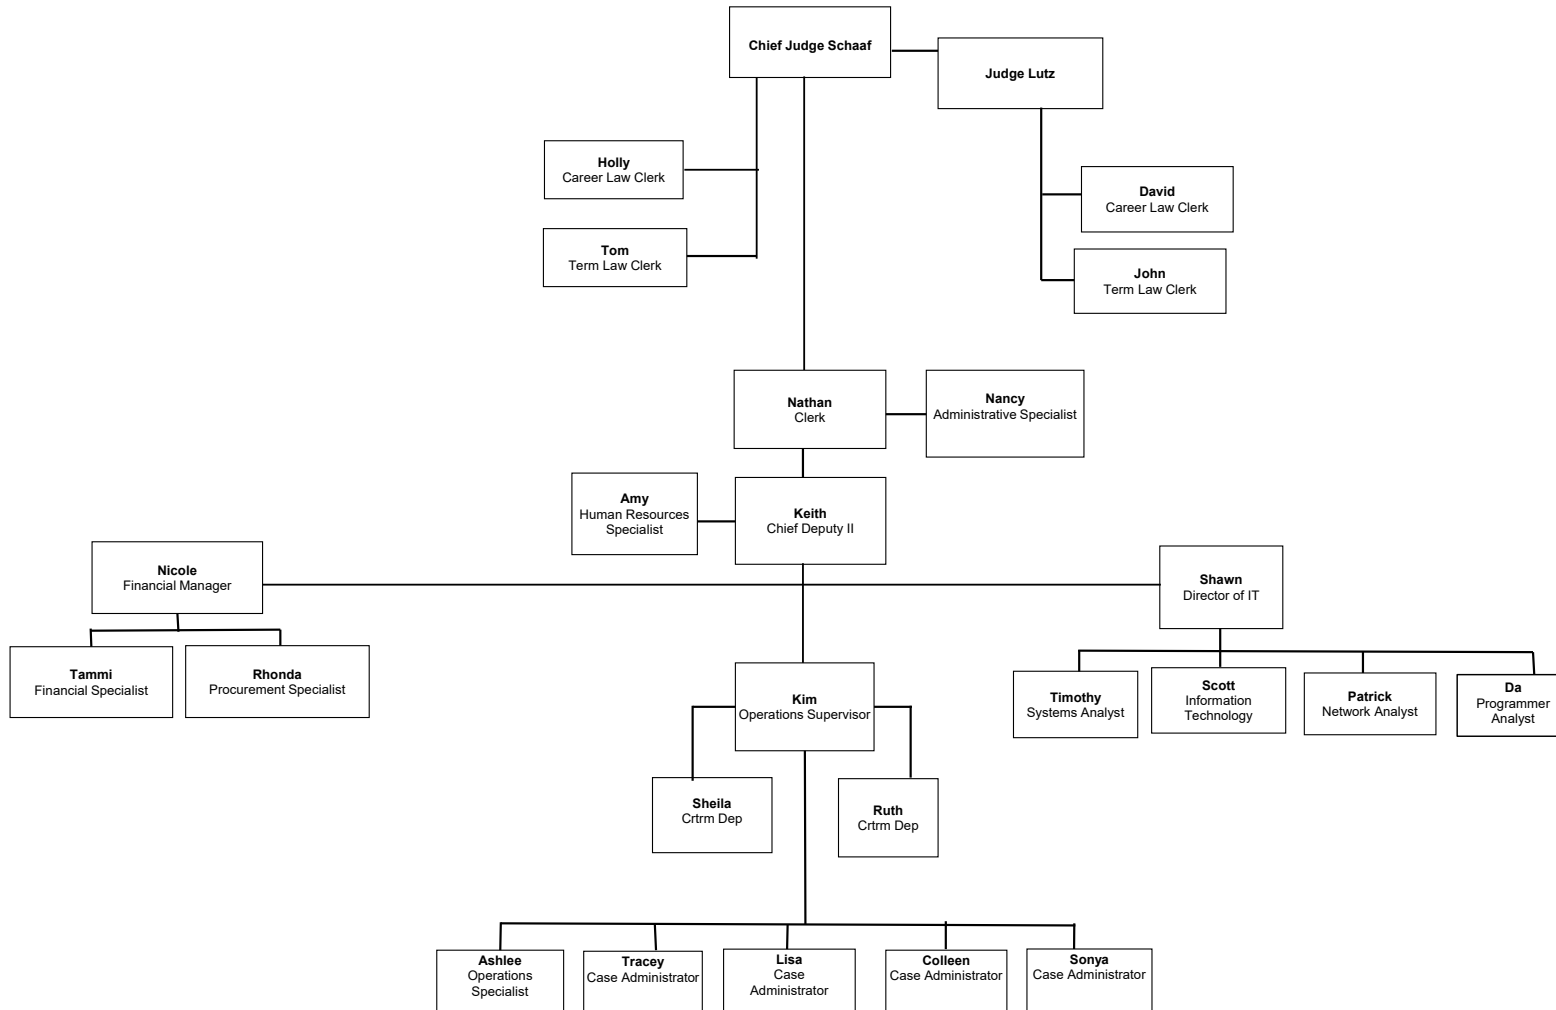 Chief Judge Schaaf
Judge Lutz
Holly
Career Law Clerk
David
Career Law Clerk
Tom
Term Law Clerk
John
Term Law Clerk
Nathan
Clerk
Nancy
Administrative Specialist
Amy
Human Resources
Specialist
Keith
Chief Deputy II
Nicole
Financial Manager
Shawn
Director of IT
Tammi
Financial Specialist
Rhonda
Procurement Specialist
Kim
Operations Supervisor
Timothy
Systems Analyst
Scott
Information
Technology
Patrick
Network Analyst
Da
Programmer
Analyst
Sheila
Crtrm Dep
Ruth
Crtrm Dep
Ashlee
Operations
Specialist
Tracey
Case Administrator
Lisa
Case
Administrator
Colleen
Case Administrator
Sonya
Case Administrator